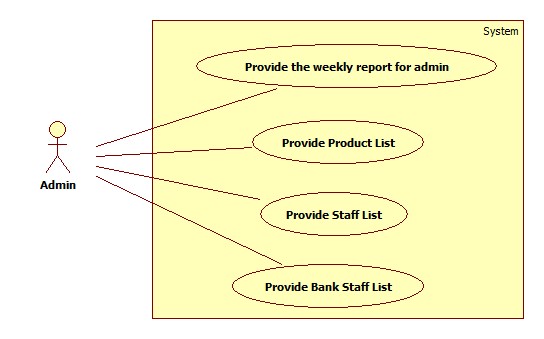 System
Provide the weekly report for admin
Provide Product List
Admin
Provide Staff List
Provide Bank Staff List